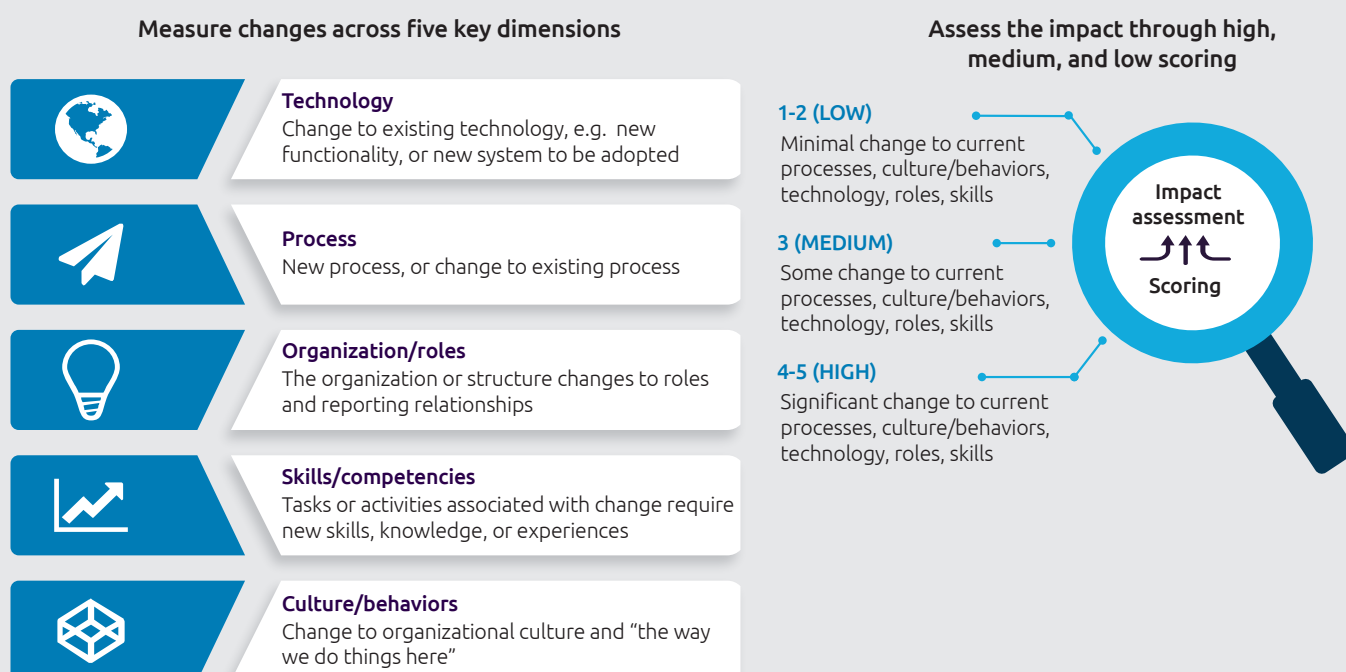 Measure changes across five key dimensions
Technology
Change to existing technology, e.g. new
functionality, or new system to be adopted
Process
New process, or change to existing process
Organization/roles
The organization or structure changes to roles
and reporting relationships
Skills/competencies
Tasks or activities associated with change require
new skills, knowledge, or experiences
Culture/behaviors
Change to organizational culture and “the way
we do things here”
Assess the impact through high,
medium, and low scoring
1-2 (LOW)
Minimal change to current
processes, culture/behaviors,
technology, roles, skills
3 (MEDIUM)
Some change to current
processes, culture/behaviors,
technology, roles, skills
4-5 (HIGH)
Significant change to current
processes, culture/behaviors,
technology, roles, skills
Impact
assessment
Scoring